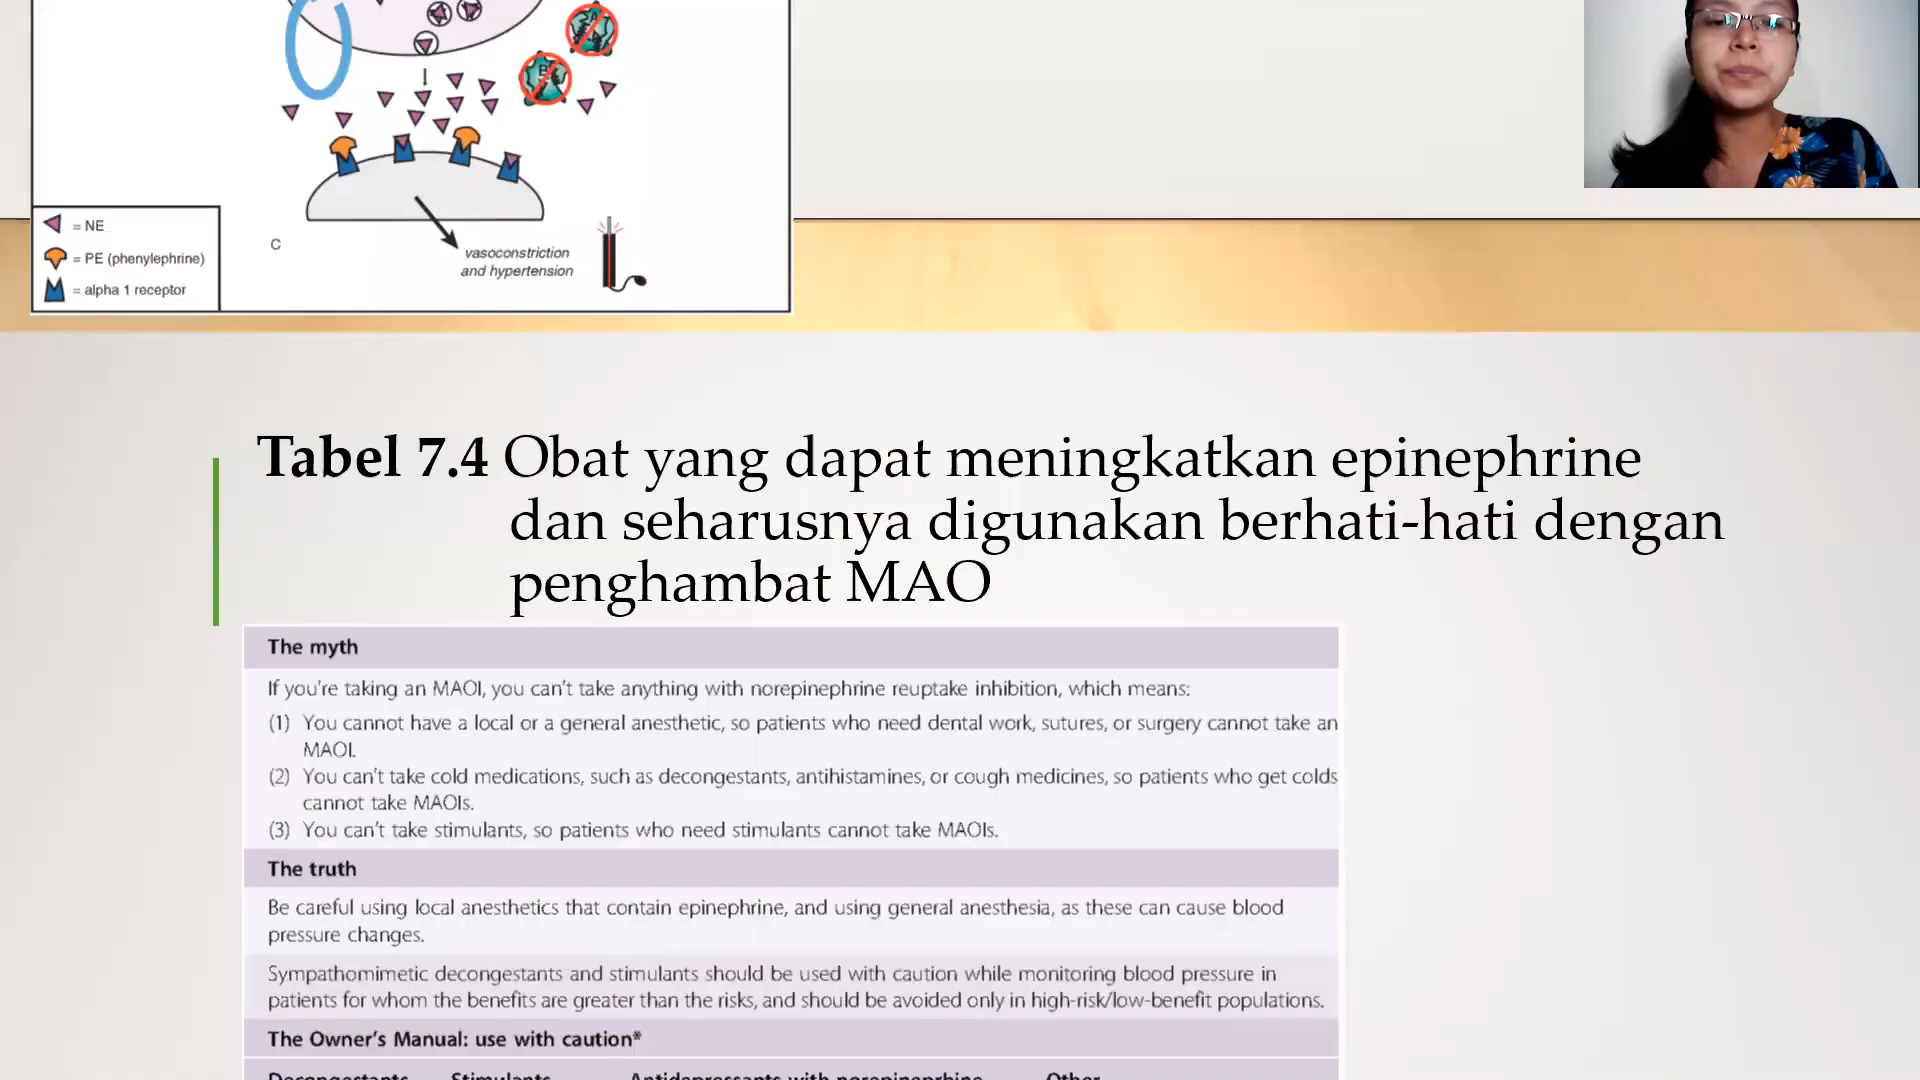 = NE
= PE (phenylephrine)
= alpha 1 receptor
C
vasoconstriction
and hypertension
Tabel 7.4 Obat yang dapat meningkatkan epinephrine
dan seharusnya digunakan berhati-hati dengan
penghambat MAO
The myth
If you're taking an MAOI, you can't take anything with norepinephrine reuptake inhibition, which means:
(1) You cannot have a local or a general anesthetic, so patients who need dental work, sutures, or surgery cannot take an
MAOI.
(2) You can't take cold medications, such as decongestants, antihistamines, or cough medicines, so patients who get colds
cannot take MAOIs.
(3) You can't take stimulants, so patients who need stimulants cannot take MAOIs.
The truth
Be careful using local anesthetics that contain epinephrine, and using general anesthesia, as these can cause blood
pressure changes.
Sympathomimetic decongestants and stimulants should be used with caution while monitoring blood pressure in
patients for whom the benefits are greater than the risks, and should be avoided only in high-risk/low-benefit populations.
The Owner's Manual: use with caution*
Decongestants Stimulants Antidepressants with norepineprhine Other